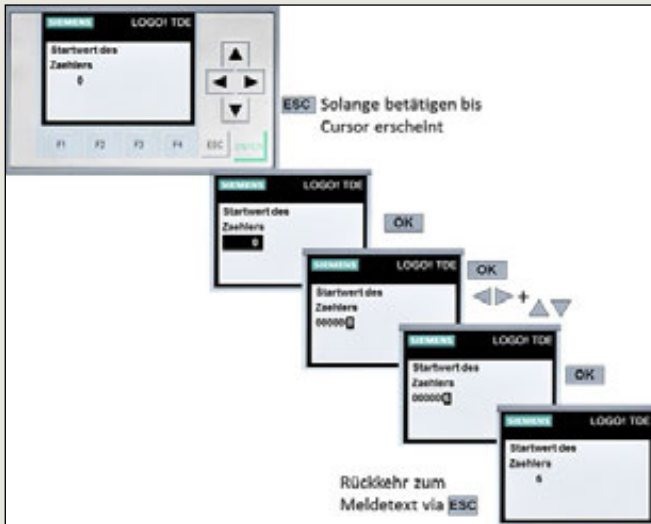 SIEMENS LOGO! TDE
Startwert des
Zaehlers
0
F1 F2 F3 F4 ESC ENTER
ESC Solange betätigen bis
Cursor erscheint
SIEMENS LOGO! TDE
Startwert des
Zaehlers
0
OK
SIEMENS LOGO! TDE
Startwert des
Zaehlers
000000
OK
+
SIEMENS LOGO! TDE
Startwert des
Zaehlers
00000
OK
SIEMENS LOGO! TDE
Startwert des
Zaehlers
Rückkehr zum
Meldetext via ESC